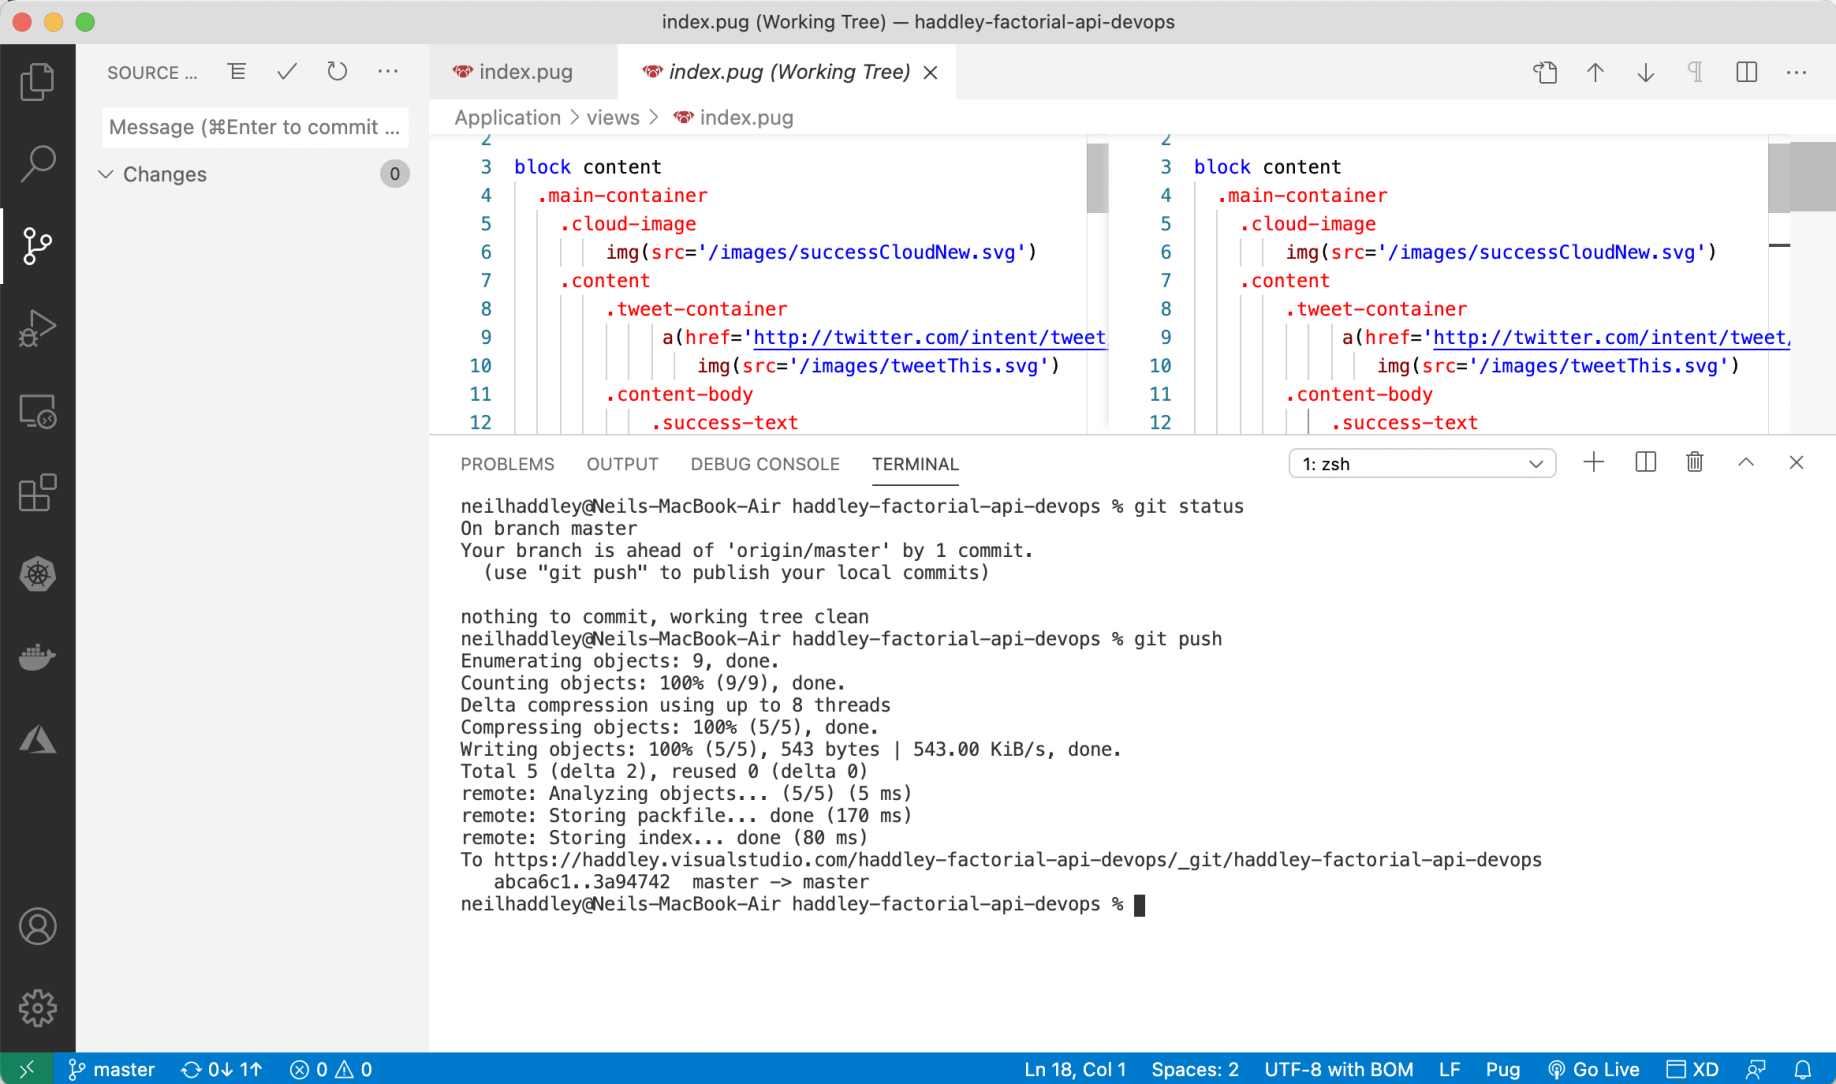 index.pug (Working Tree) — haddley-factorial-api-devops
SOURCE ...
index.pug
index.pug (Working Tree)
Message (⌘Enter to commit ...
Changes
0
Application > views > index.pug
2
3 block content
4 .main-container
5 .cloud-image
6 img(src='/images/successCloudNew.svg')
7 .content
8 .tweet-container
9 a(href='http://twitter.com/intent/tweet
10 img(src='/images/tweetThis.svg')
11 .content-body
12 .success-text
2
3 block content
4 .main-container
5 .cloud-image
6 img(src='/images/successCloudNew.svg')
7 .content
8 .tweet-container
9 a(href='http://twitter.com/intent/tweet/
10 img(src='/images/tweetThis.svg')
11 .content-body
12 .success-text
PROBLEMS OUTPUT DEBUG CONSOLE TERMINAL
1: zsh
neilhaddley@Neils-MacBook-Air haddley-factorial-api-devops % git status
On branch master
Your branch is ahead of 'origin/master' by 1 commit.
(use "git push" to publish your local commits)
nothing to commit, working tree clean
neilhaddley@Neils-MacBook-Air haddley-factorial-api-devops % git push
Enumerating objects: 9, done.
Counting objects: 100% (9/9), done.
Delta compression using up to 8 threads
Compressing objects: 100% (5/5), done.
Writing objects: 100% (5/5), 543 bytes | 543.00 KiB/s, done.
Total 5 (delta 2), reused 0 (delta 0)
remote: Analyzing objects... (5/5) (5 ms)
remote: Storing packfile... done (170 ms)
remote: Storing index... done (80 ms)
To https://haddley.visualstudio.com/haddley-factorial-api-devops/_git/haddley-factorial-api-devops
abca6c1..3a94742 master -> master
neilhaddley@Neils-MacBook-Air haddley-factorial-api-devops %
master 0↓ 1↑ 0 0 Ln 18, Col 1 Spaces: 2 UTF-8 with BOM LF Pug Go Live XD